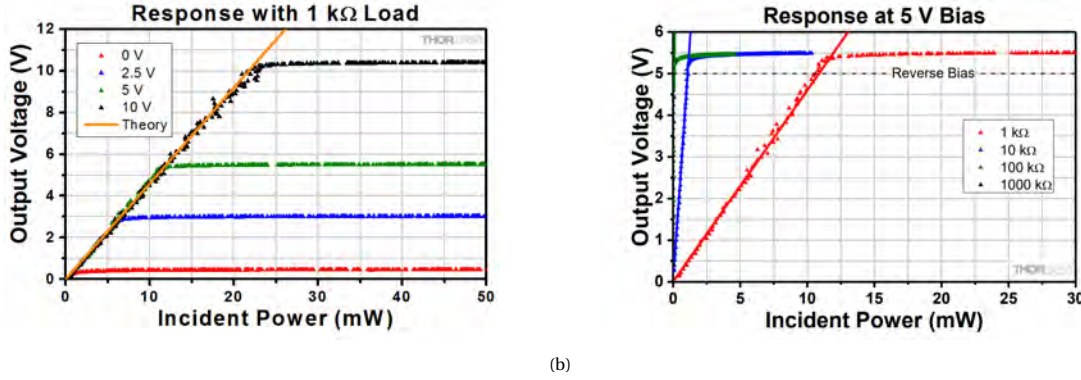 Response with 1 kΩ Load
Output Voltage (V)
12
10
8
6
4
2
0
0 V
2.5 V
5 V
10 V
Theory
THOR
0 10 20 30 40 50
Incident Power (mW)
Response at 5 V Bias
Output Voltage (V)
6
5
5
4
3
2
1
0
Reverse Bias
1 kΩ
10 kΩ
100 kΩ
1000 kΩ
THOR
0 5 10 15 20 25 30
Incident Power (mW)
(b)